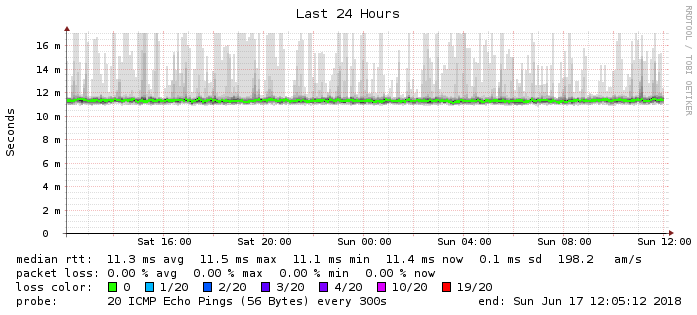 Last 24 Hours
RRDTOOL / TOBI OETIKER
Seconds
16 m
14 m
12 m
10 m
8 m
6 m
4 m
2 m
0
Sat 16:00 Sat 20:00 Sun 00:00 Sun 04:00 Sun 08:00 Sun 12:00
median rtt: 11.3 ms avg 11.5 ms max 11.1 ms min 11.4 ms now 0.1 ms sd 198.2 am/s
packet loss: 0.00 % avg 0.00 % max 0.00 % min 0.00 % now
loss color: 0 1/20 2/20 3/20 4/20 10/20 19/20
probe: 20 ICMP Echo Pings (56 Bytes) every 300s end: Sun Jun 17 12:05:12 2018